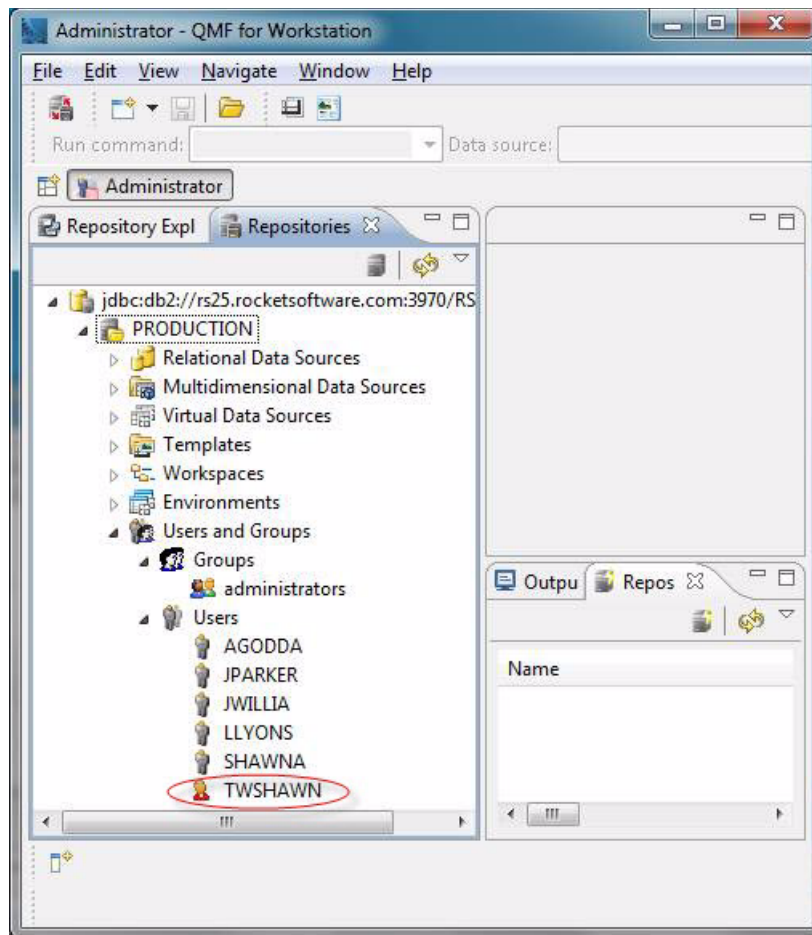 Administrator - QMF for Workstation
File Edit View Navigate Window Help
Run command: Data source:
Administrator
Repository Expl Repositories
jdbc:db2://rs25.rocketsoftware.com:3970/RS
PRODUCTION
Relational Data Sources
Multidimensional Data Sources
Virtual Data Sources
Templates
Workspaces
Environments
Users and Groups
Groups
administrators
Users
AGODDA
JPARKER
JWILLIA
LLYONS
SHAWNA
TWSHAWN
Outpu Repos
Name